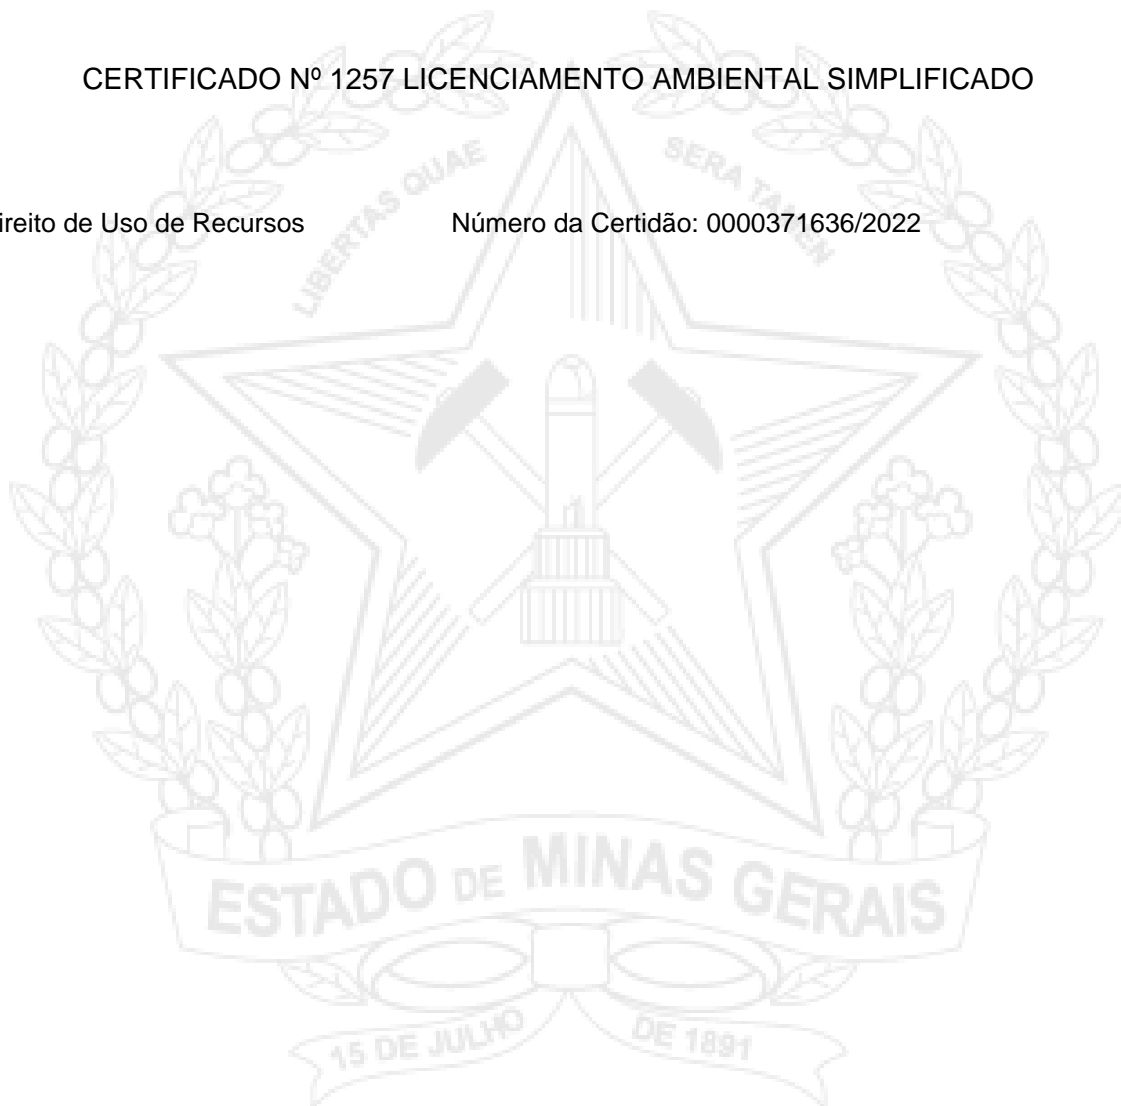 CERTIFICADO Nº 1257 LICENCIAMENTO AMBIENTAL SIMPLIFICADO
LIBERTAS QUAE SERA TAMEN
ireito de Uso de Recursos Número da Certidão: 0000371636/2022
ESTADO DE MINAS GERAIS
15 DE JULHO DE 1891